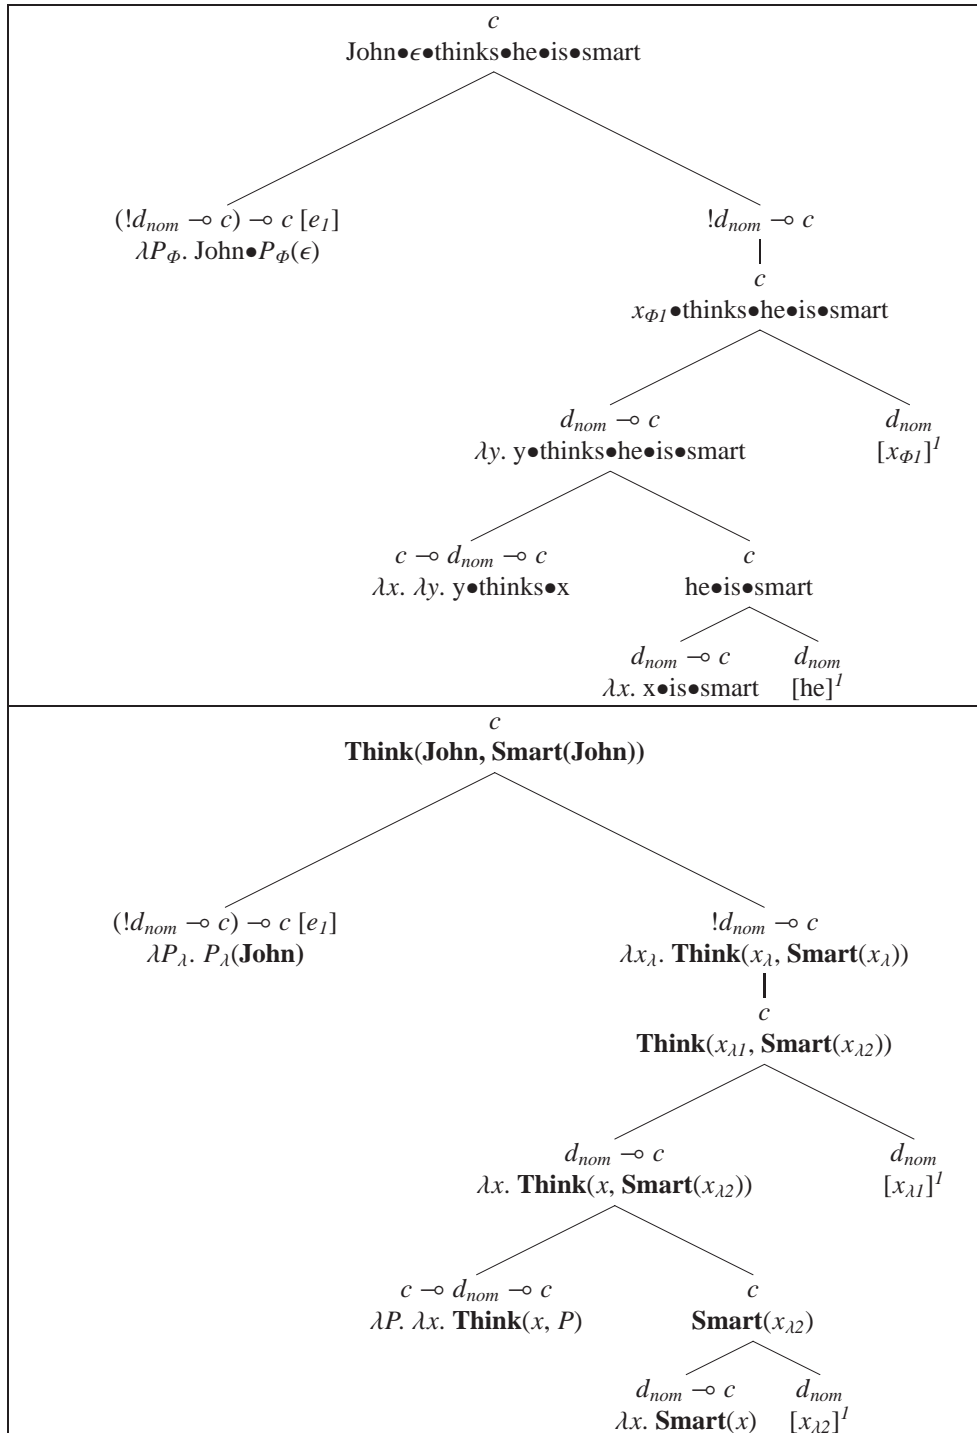 c
John●ϵ●thinks●he●is●smart
(!d_nom ⊸ c) ⊸ c [e_1] !d_nom ⊸ c
λP_Φ. John●P_Φ(ϵ)
c
x_Φ1●thinks●he●is●smart
d_nom ⊸ c d_nom
λy. y●thinks●he●is●smart [x_Φ1]^1
c ⊸ d_nom ⊸ c c
λx. λy. y●thinks●x he●is●smart
d_nom ⊸ c d_nom
λx. x●is●smart [he]^1
c
Think(John, Smart(John))
(!d_nom ⊸ c) ⊸ c [e_1] !d_nom ⊸ c
λP_λ. P_λ(John) λx_λ. Think(x_λ, Smart(x_λ))
c
Think(x_λ1, Smart(x_λ2))
d_nom ⊸ c d_nom
λx. Think(x, Smart(x_λ2)) [x_λ1]^1
c ⊸ d_nom ⊸ c c
λP. λx. Think(x, P) Smart(x_λ2)
d_nom ⊸ c d_nom
λx. Smart(x) [x_λ2]^1